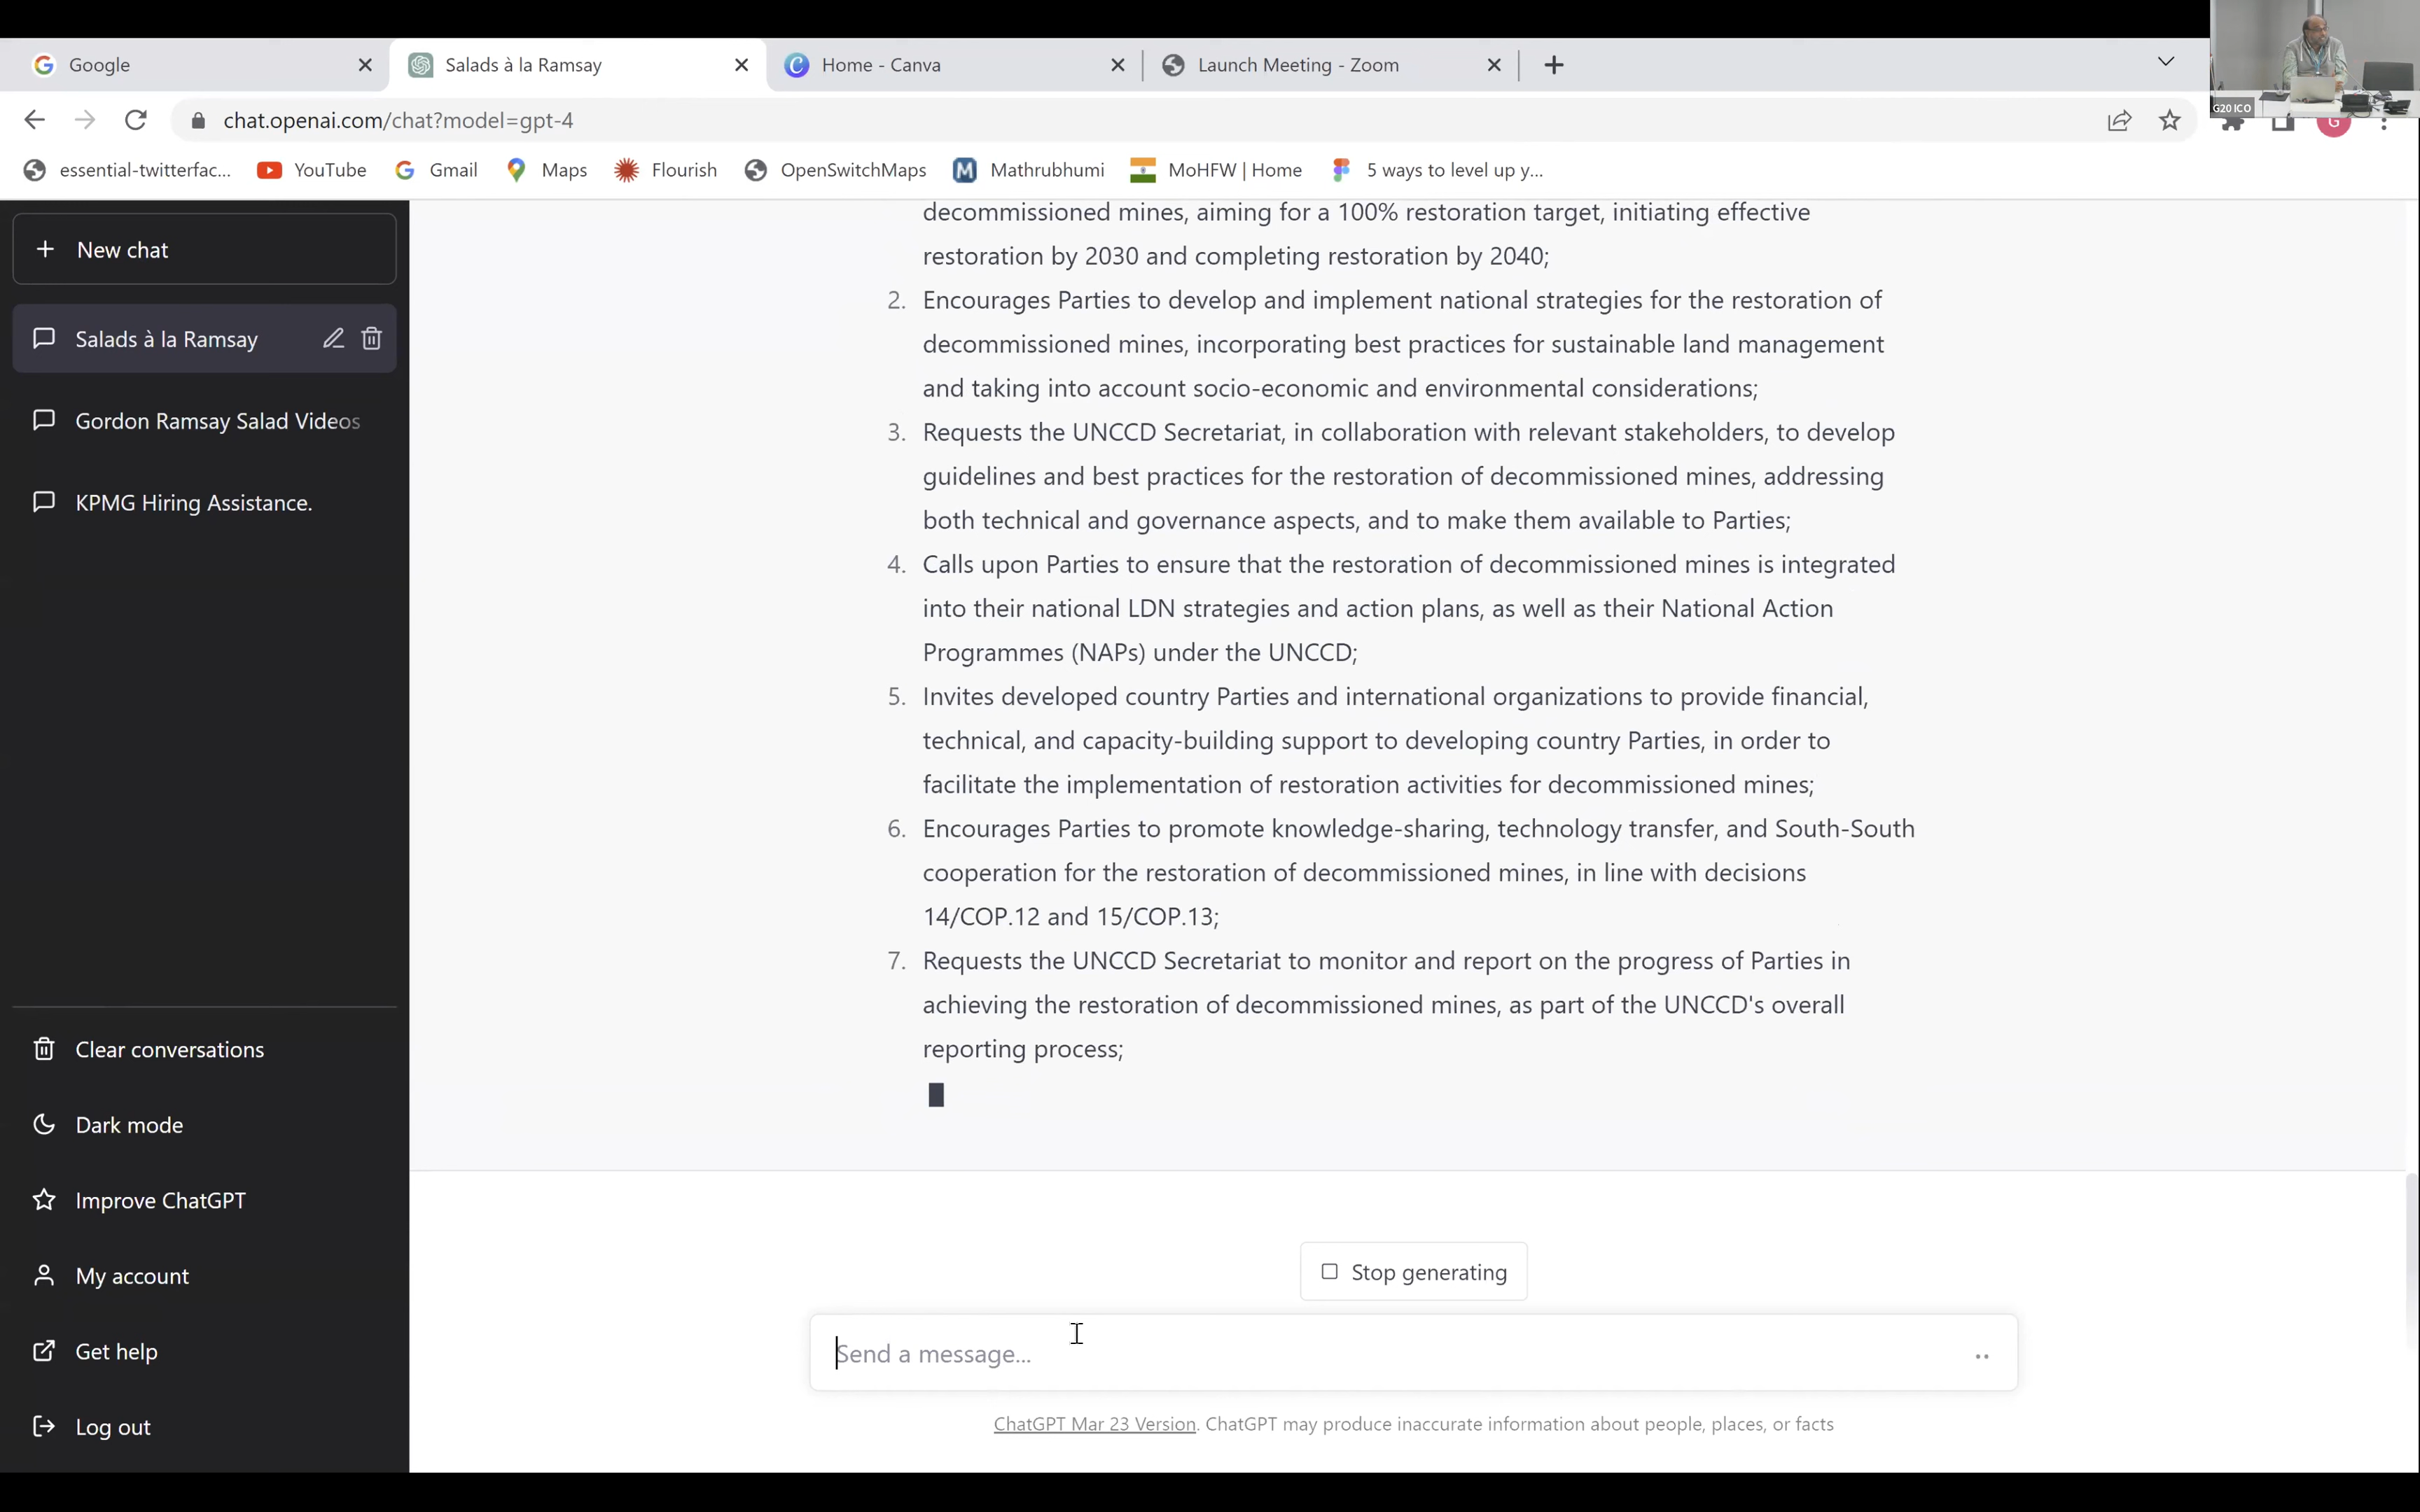 Google
Salads à la Ramsay
Home - Canva
Launch Meeting - Zoom
G20 ICO
chat.openai.com/chat?model=gpt-4
G
essential-twitterfac...
YouTube
Gmail
Maps
Flourish
OpenSwitchMaps
Mathrubhumi
MoHFW | Home
5 ways to level up y...
New chat
Salads à la Ramsay
Gordon Ramsay Salad Videos
KPMG Hiring Assistance.
Clear conversations
Dark mode
Improve ChatGPT
My account
Get help
Log out
decommissioned mines, aiming for a 100% restoration target, initiating effective
restoration by 2030 and completing restoration by 2040;
2. Encourages Parties to develop and implement national strategies for the restoration of
decommissioned mines, incorporating best practices for sustainable land management
and taking into account socio-economic and environmental considerations;
3. Requests the UNCCD Secretariat, in collaboration with relevant stakeholders, to develop
guidelines and best practices for the restoration of decommissioned mines, addressing
both technical and governance aspects, and to make them available to Parties;
4. Calls upon Parties to ensure that the restoration of decommissioned mines is integrated
into their national LDN strategies and action plans, as well as their National Action
Programmes (NAPs) under the UNCCD;
5. Invites developed country Parties and international organizations to provide financial,
technical, and capacity-building support to developing country Parties, in order to
facilitate the implementation of restoration activities for decommissioned mines;
6. Encourages Parties to promote knowledge-sharing, technology transfer, and South-South
cooperation for the restoration of decommissioned mines, in line with decisions
14/COP.12 and 15/COP.13;
7. Requests the UNCCD Secretariat to monitor and report on the progress of Parties in
achieving the restoration of decommissioned mines, as part of the UNCCD's overall
reporting process;
Stop generating
Send a message...
ChatGPT Mar 23 Version. ChatGPT may produce inaccurate information about people, places, or facts